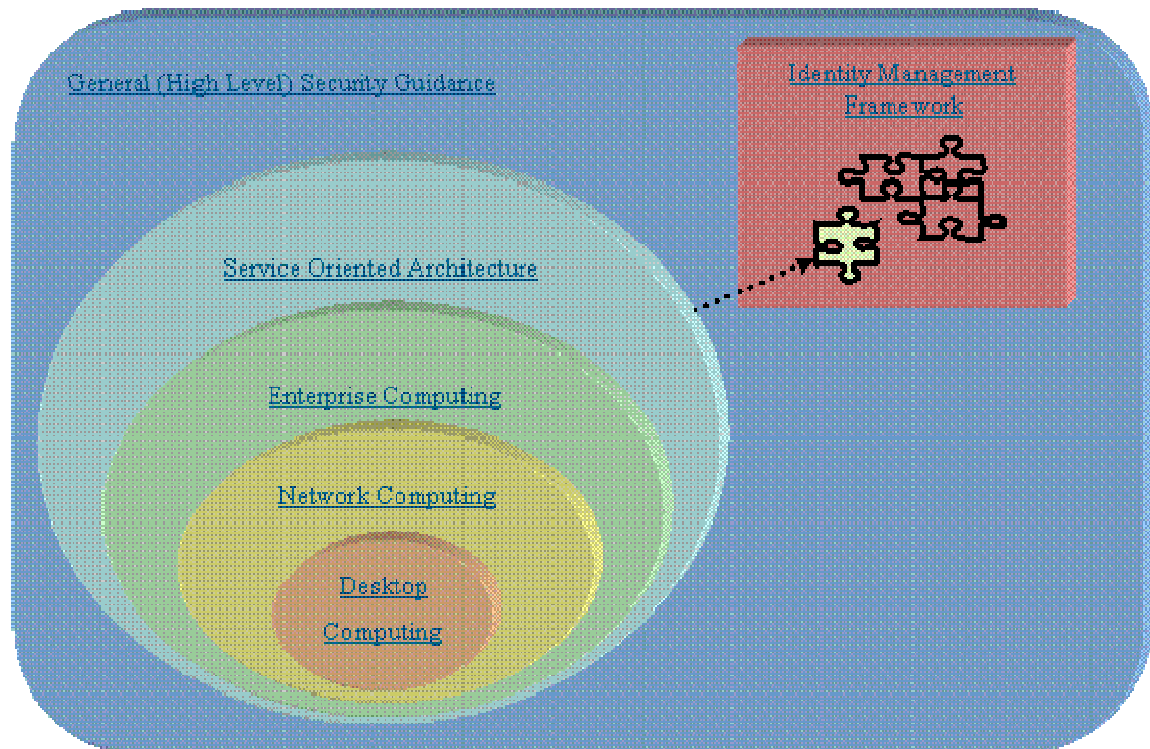 General (High Level) Security Guidance
Identity Management
Framework
Service Oriented Architecture
Enterprise Computing
Network Computing
Desktop
Computing